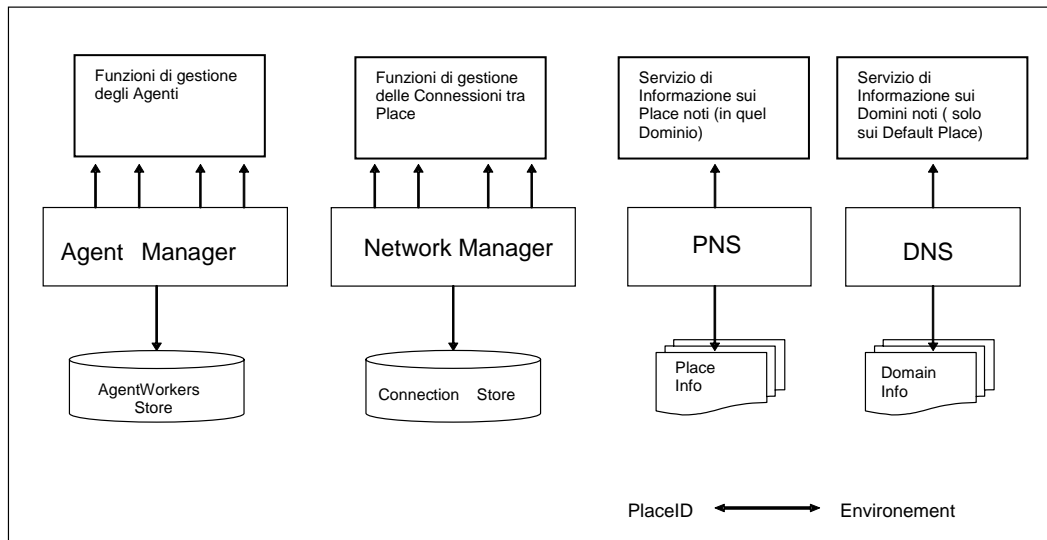 Funzioni di gestione
degli Agenti
Funzioni di gestione
delle Connessioni tra
Place
Servizio di
Informazione sui
Place noti (in quel
Dominio)
Servizio di
Informazione sui
Domini noti ( solo
sui Default Place)
Agent Manager
Network Manager
PNS
DNS
AgentWorkers
Store
Connection Store
Place
Info
Domain
Info
PlaceID
Environement